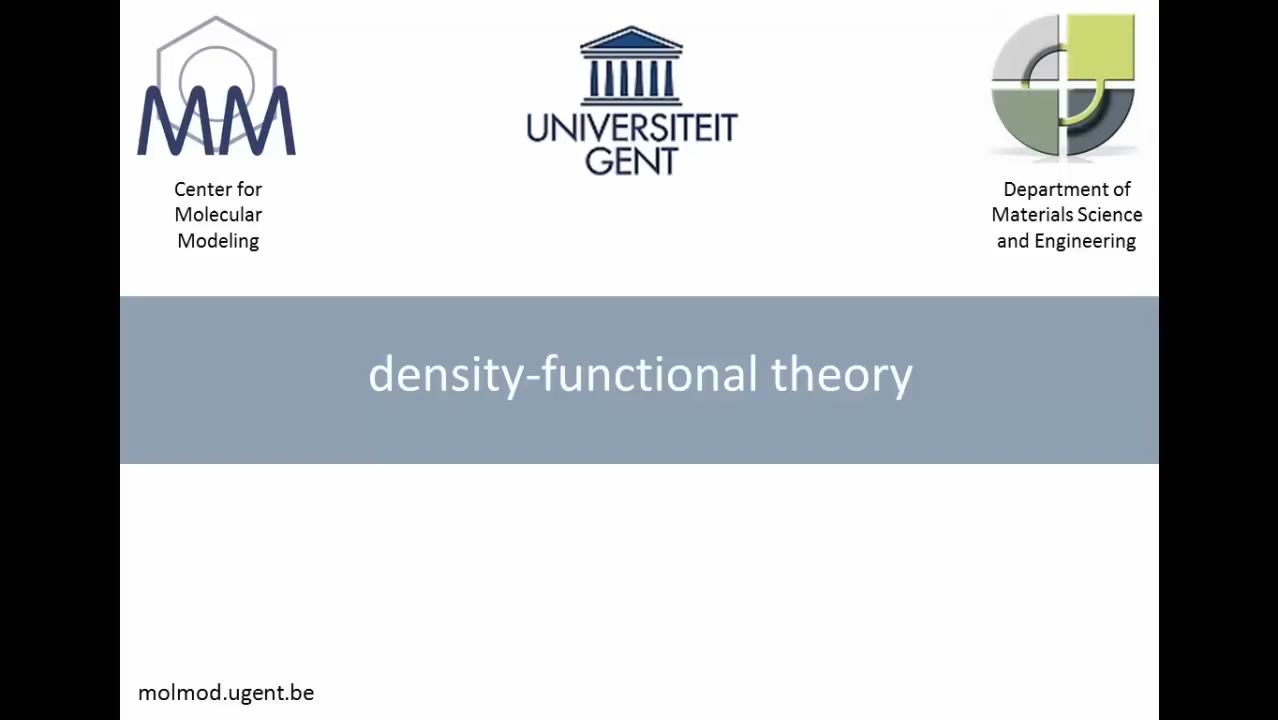 MM
UNIVERSITEIT
GENT
Center for
Molecular
Modeling
Department of
Materials Science
and Engineering
density-functional theory
molmod.ugent.be